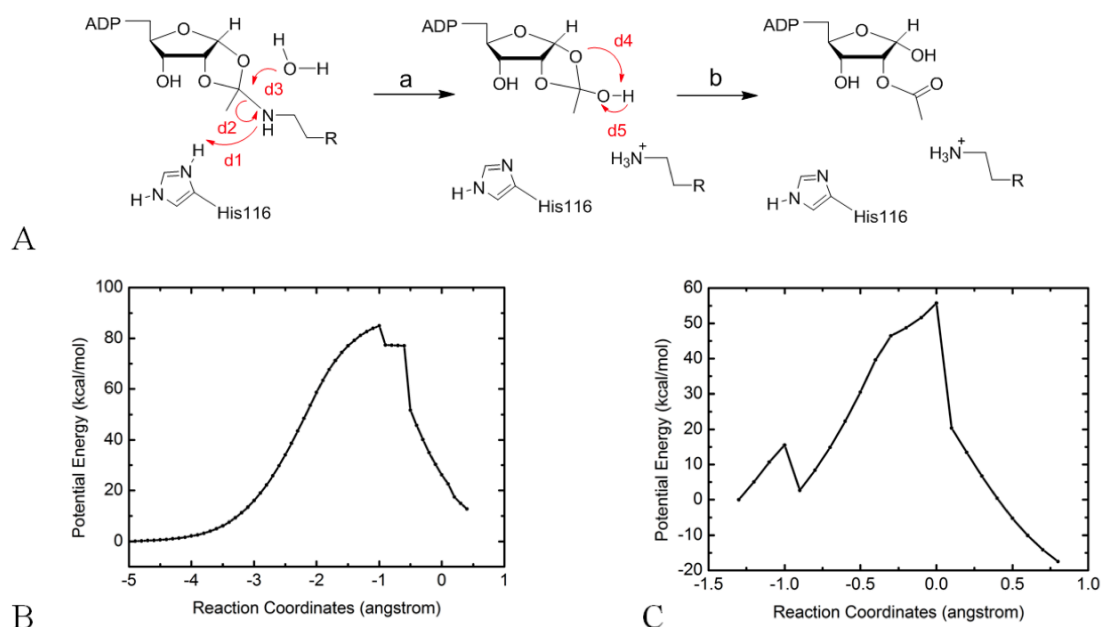 ADP
O
H
O
O
OH
d3
O
H
H
d2
N
H
R
d1
H
N
H-N
His116
a
ADP
O
H
O
d4
OH
O
O-H
d5
N
H-N
His116
H3N+
R
b
ADP
O
H
OH
OH
O
O
N
H-N
His116
H3N+
R
A
Potential Energy (kcal/mol)
100
80
60
40
20
0
-5
-4
-3
-2
-1
0
1
Reaction Coordinates (angstrom)
B
Potential Energy (kcal/mol)
60
50
40
30
20
10
0
-10
-20
-1.5
-1.0
-0.5
0.0
0.5
1.0
Reaction Coordinates (angstrom)
C